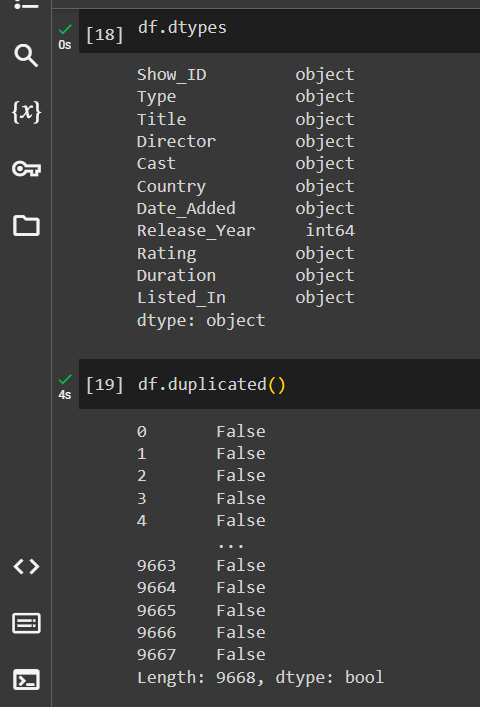 [18] df.dtypes
0s
Show_ID object
Type object
Title object
Director object
Cast object
Country object
Date_Added object
Release_Year int64
Rating object
Duration object
Listed_In object
dtype: object
[19] df.duplicated()
4s
0 False
1 False
2 False
3 False
4 False
...
9663 False
9664 False
9665 False
9666 False
9667 False
Length: 9668, dtype: bool
{x}